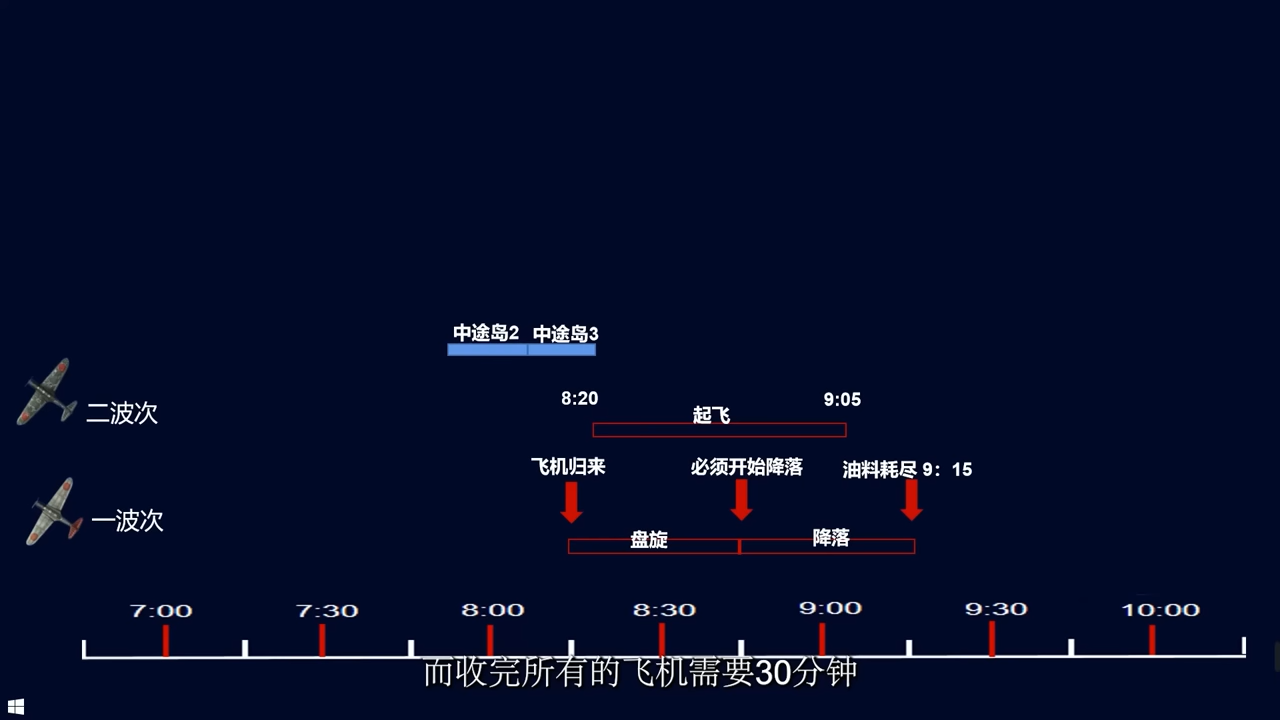 中途岛2 中途岛3
8:20 9:05
起飞
二波次
飞机归来 必须开始降落 油料耗尽 9：15
一波次
盘旋 降落
7:00 7:30 8:00 8:30 9:00 9:30 10:00
而收完所有的飞机需要30分钟